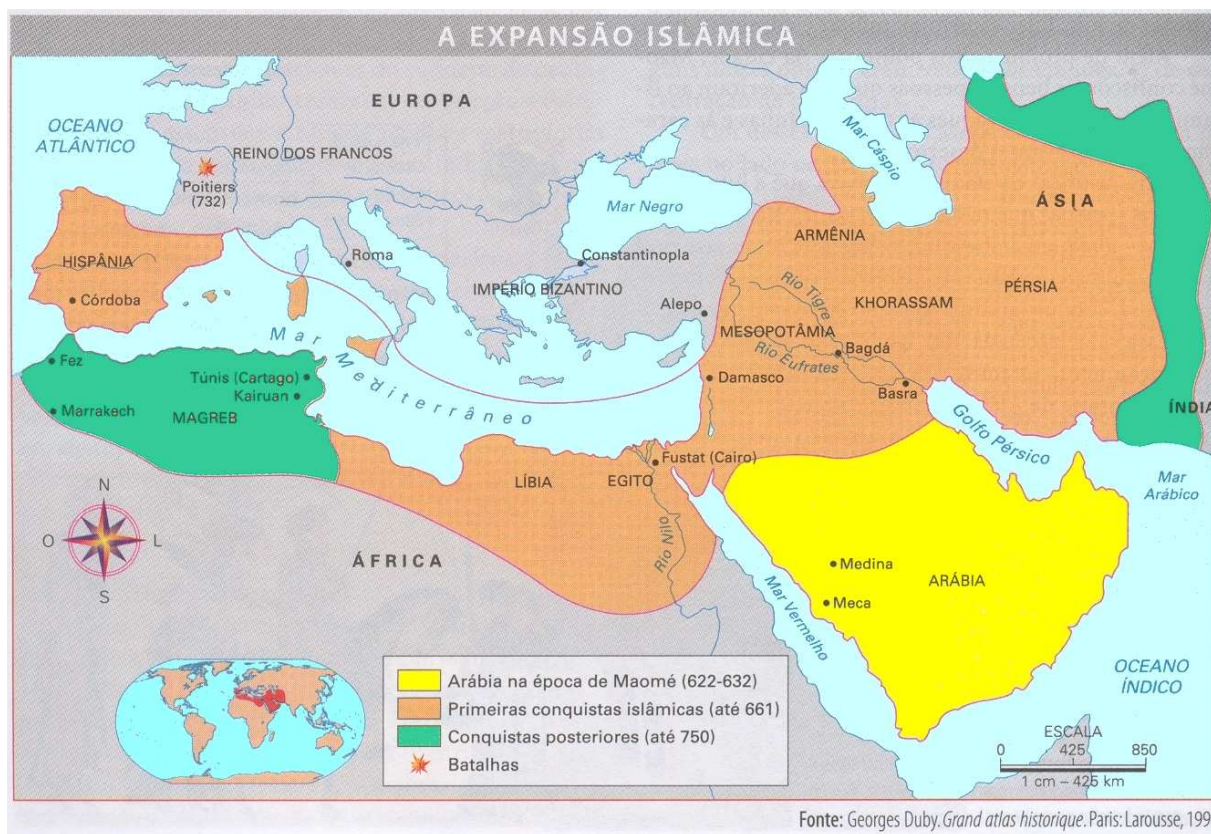 A EXPANSÃO ISLÂMICA
EUROPA
OCEANO
ATLÂNTICO
REINO DOS FRANCOS
Poitiers
(732)
Mar Cáspio
Mar Negro
ÁSIA
ARMÊNIA
HISPÂNIA
Córdoba
Roma
Constantinopla
IMPÉRIO BIZANTINO
Alepo
Rio Tigre
KHORASSAM
PÉRSIA
MESOPOTÂMIA
Bagdá
Rio Eufrates
Mar Mediterrâneo
Fez
Túnis (Cartago)
Kairuan
Damasco
Basra
Marrakech
MAGREB
ÍNDIA
Golfo Pérsico
Fustat (Cairo)
LÍBIA
EGITO
Mar
Arábico
N
O
L
S
ÁFRICA
Rio Nilo
Medina
ARÁBIA
Meca
Mar Vermelho
OCEANO
ÍNDICO
Arábia na época de Maomé (622-632)
Primeiras conquistas islâmicas (até 661)
Conquistas posteriores (até 750)
Batalhas
ESCALA
0 425 850
1 cm – 425 km
Fonte: Georges Duby. Grand atlas historique. Paris: Larousse, 199